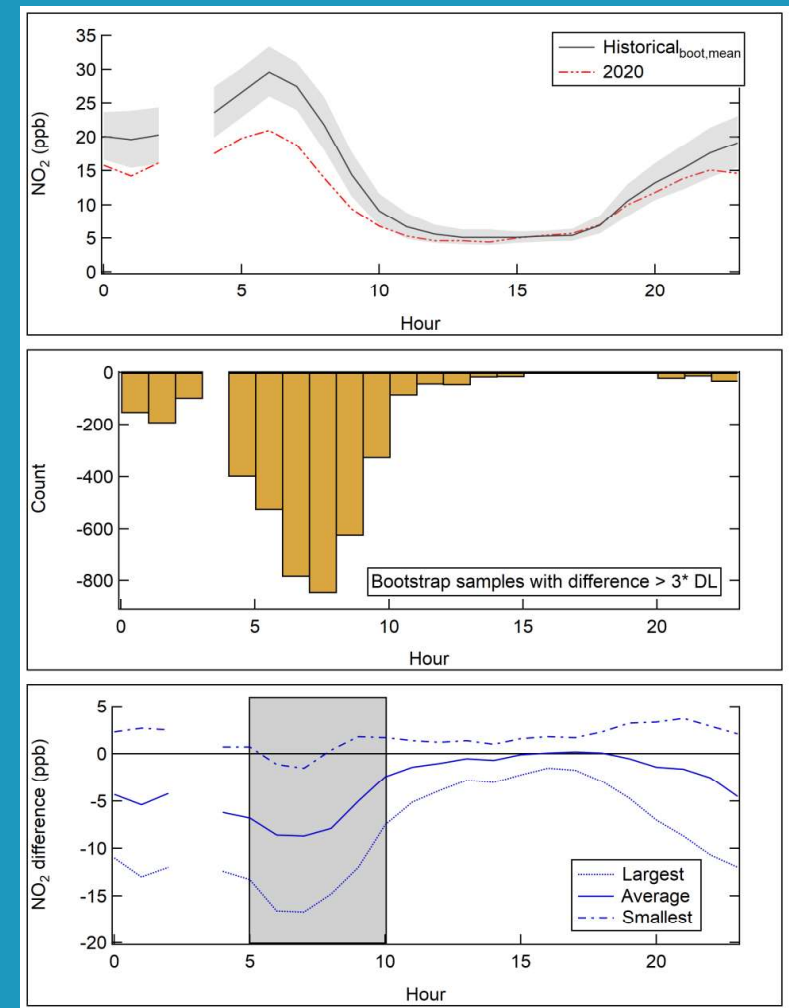 35
30
25
20
15
10
5
0
NO₂ (ppb)
Historical boot,mean
2020
0 5 10 15 20
Hour
0
-200
-400
-600
-800
Count
Bootstrap samples with difference > 3* DL
0 5 10 15 20
Hour
5
0
-5
-10
-15
-20
NO₂ difference (ppb)
Largest
Average
Smallest
0 5 10 15 20
Hour